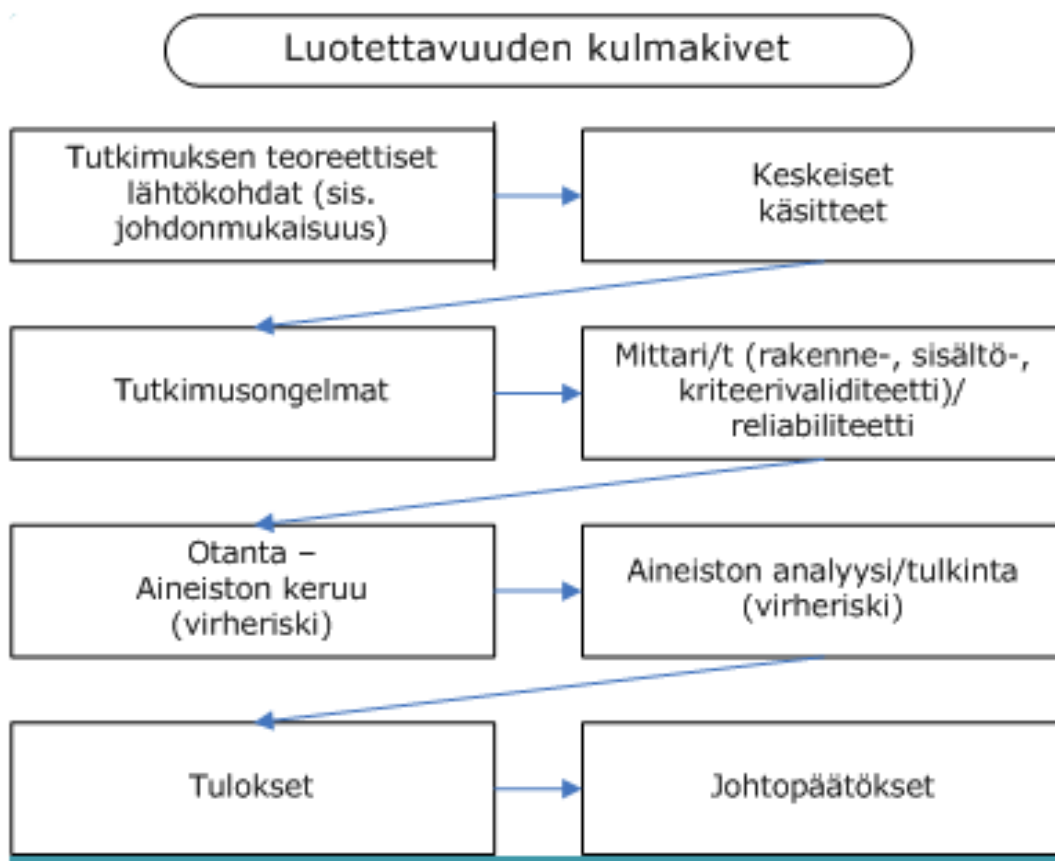 Luotettavuuden kulmakivet
Tutkimuksen teoreettiset
lähtökohdat (sis.
johdonmukaisuus)
Keskeiset
käsitteet
Tutkimusongelmat
Mittari/t (rakenne-, sisältö-,
kriteerivaliditeetti)/
reliabiliteetti
Otanta –
Aineiston keruu
(virheriski)
Aineiston analyysi/tulkinta
(virheriski)
Tulokset
Johtopäätökset